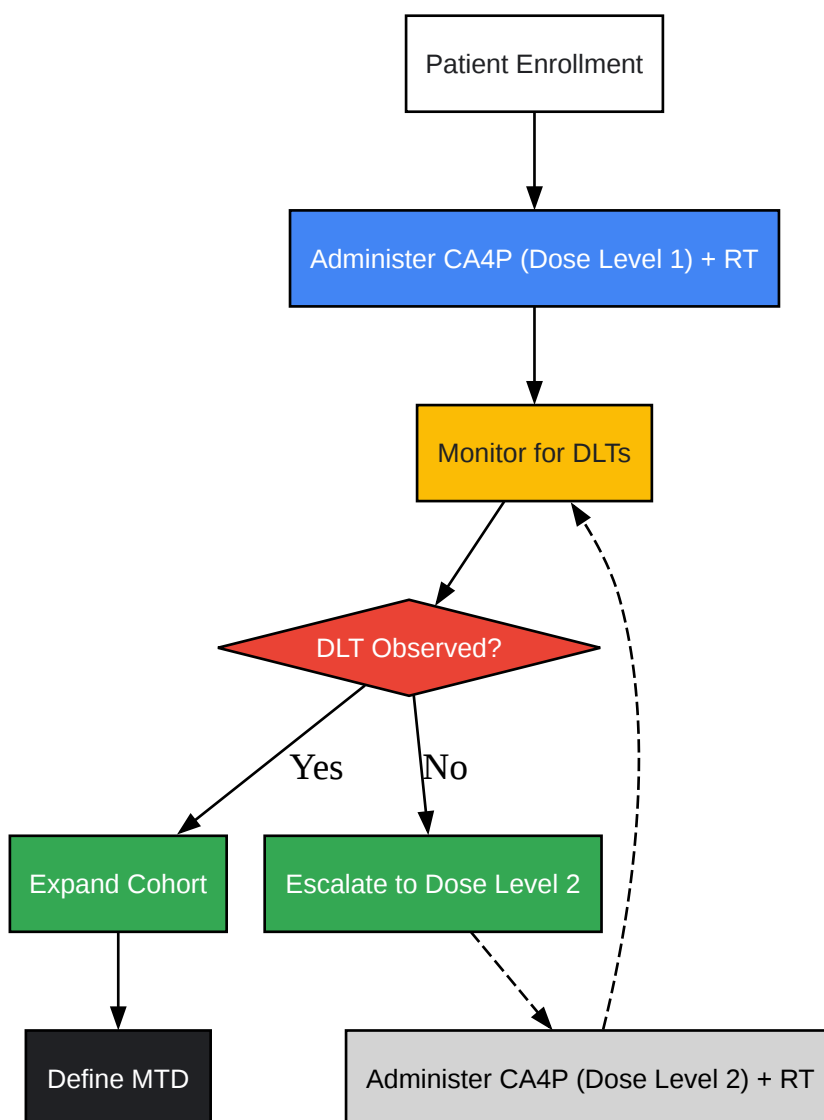 Patient Enrollment
Administer CA4P (Dose Level 1) + RT
Monitor for DLTs
DLT Observed?
Yes
No
Expand Cohort
Escalate to Dose Level 2
Define MTD
Administer CA4P (Dose Level 2) + RT